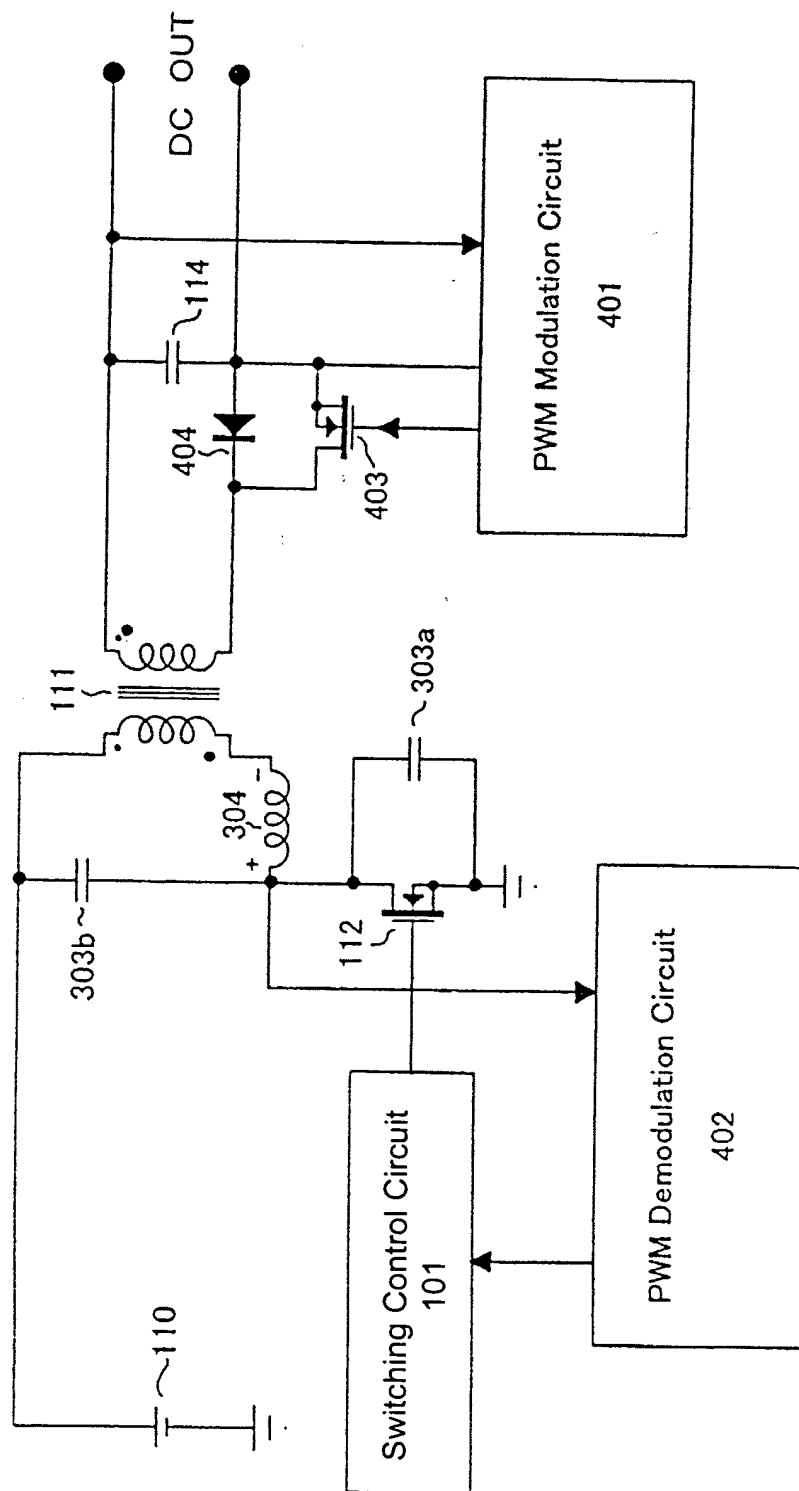 DC OUT
114
404
403
PWM Modulation Circuit
401
111
303a
304
+
-
303b
112
110
Switching Control Circuit
101
PWM Demodulation Circuit
402